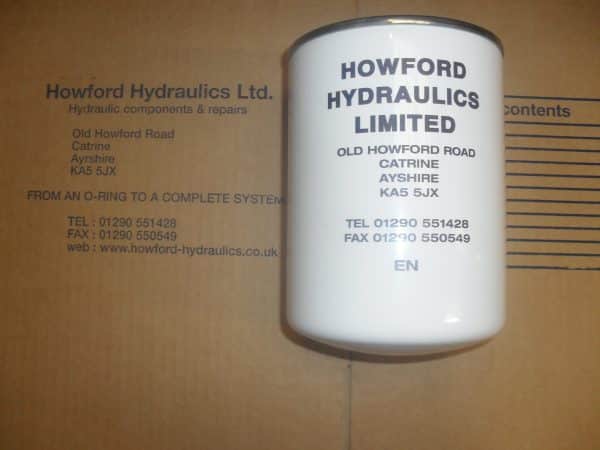 Howford Hydraulics Ltd.
Hydraulic components & repairs
Old Howford Road
Catrine
Ayrshire
KA5 5JX
FROM AN O-RING TO A COMPLETE SYSTEM
TEL : 01290 551428
FAX : 01290 550549
web : www.howford-hydraulics.co.uk
HOWFORD
HYDRAULICS
LIMITED
OLD HOWFORD ROAD
CATRINE
AYSHIRE
KA5 5JX
TEL 01290 551428
FAX 01290 550549
EN
contents